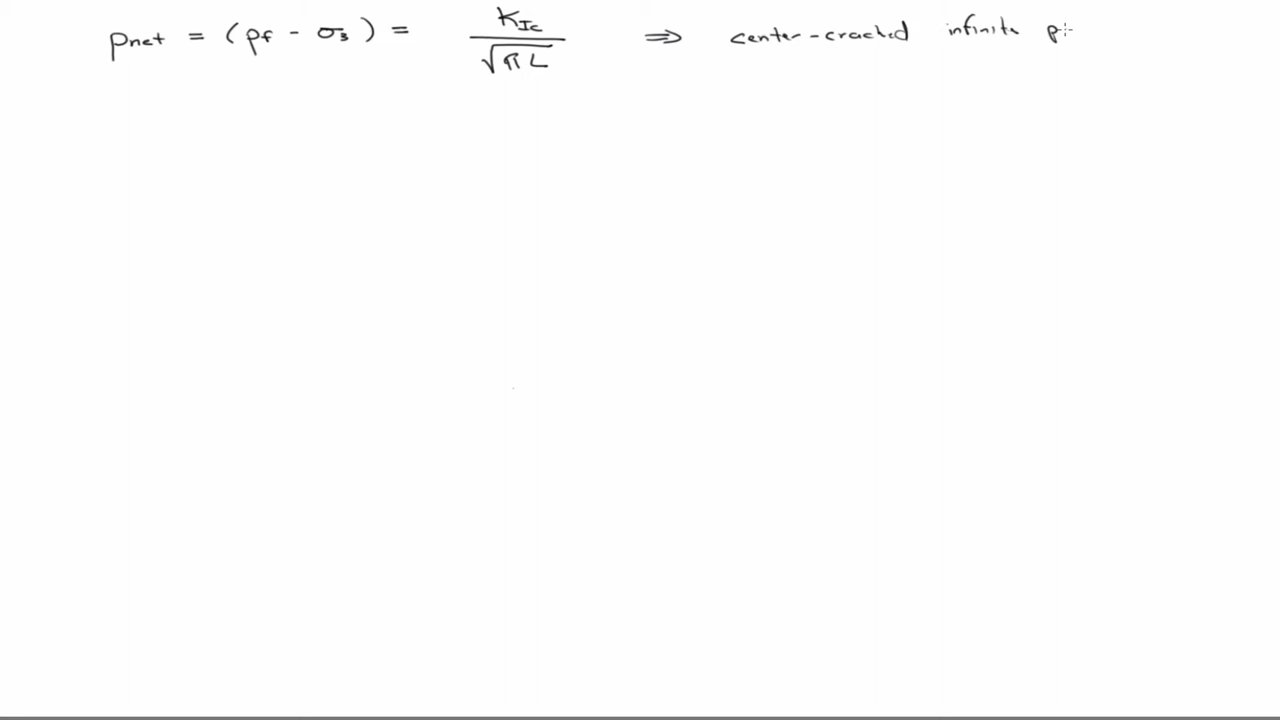 pnet = (pf - σ3) = KIc / √πL ⇒ center-cracked infinite p